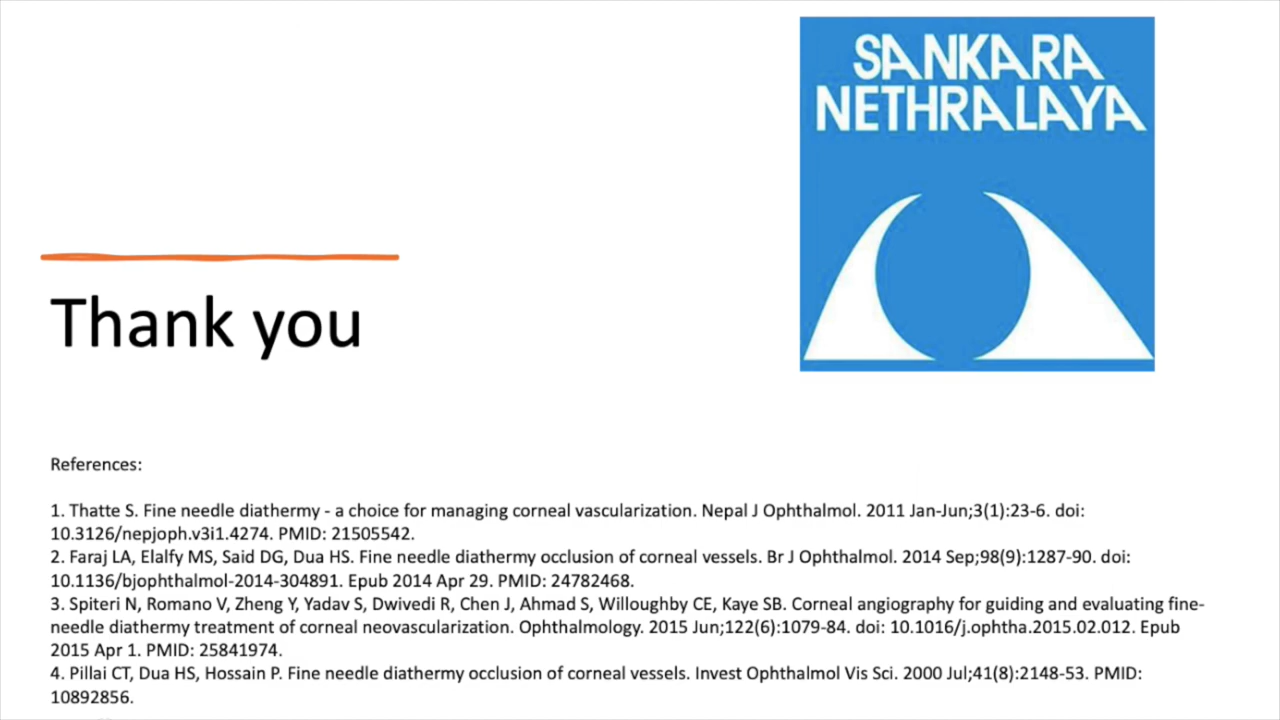 SANKARA
NETHRALAYA
Thank you
References:
1. Thatte S. Fine needle diathermy - a choice for managing corneal vascularization. Nepal J Ophthalmol. 2011 Jan-Jun;3(1):23-6. doi:
10.3126/nepjoph.v3i1.4274. PMID: 21505542.
2. Faraj LA, Elalfy MS, Said DG, Dua HS. Fine needle diathermy occlusion of corneal vessels. Br J Ophthalmol. 2014 Sep;98(9):1287-90. doi:
10.1136/bjophthalmol-2014-304891. Epub 2014 Apr 29. PMID: 24782468.
3. Spiteri N, Romano V, Zheng Y, Yadav S, Dwivedi R, Chen J, Ahmad S, Willoughby CE, Kaye SB. Corneal angiography for guiding and evaluating fine-
needle diathermy treatment of corneal neovascularization. Ophthalmology. 2015 Jun;122(6):1079-84. doi: 10.1016/j.ophtha.2015.02.012. Epub
2015 Apr 1. PMID: 25841974.
4. Pillai CT, Dua HS, Hossain P. Fine needle diathermy occlusion of corneal vessels. Invest Ophthalmol Vis Sci. 2000 Jul;41(8):2148-53. PMID:
10892856.